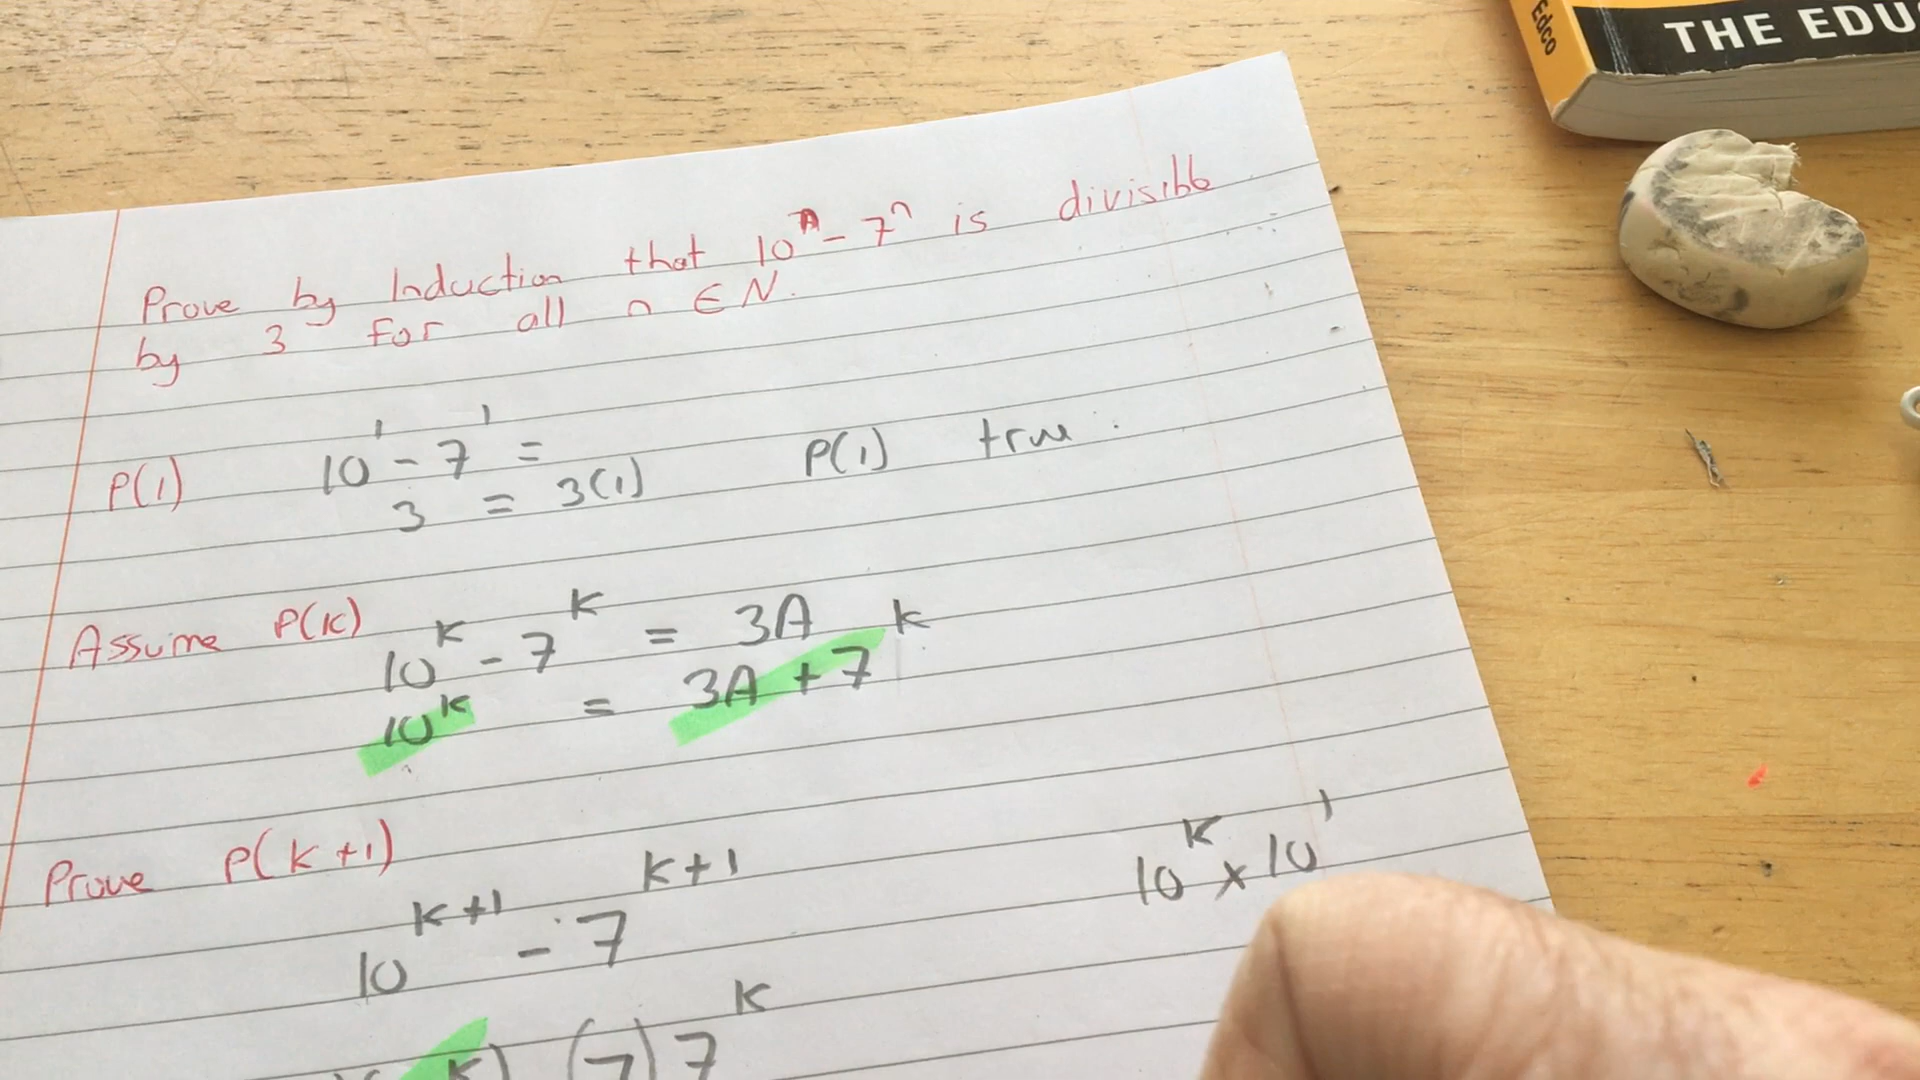 Edco
THE EDU
Prove by Induction that 10ⁿ - 7ⁿ is divisible
by 3 for all n ∈ N.
P(1) 10¹ - 7¹ =
3 = 3(1) P(1) true.
Assume P(K)
10ᴷ - 7ᴷ = 3A
10ᴷ = 3A + 7ᴷ
Prove P(K+1)
10ᴷ⁺¹ - 7ᴷ⁺¹
10ᴷ x 10¹
K) (7)7ᴷ